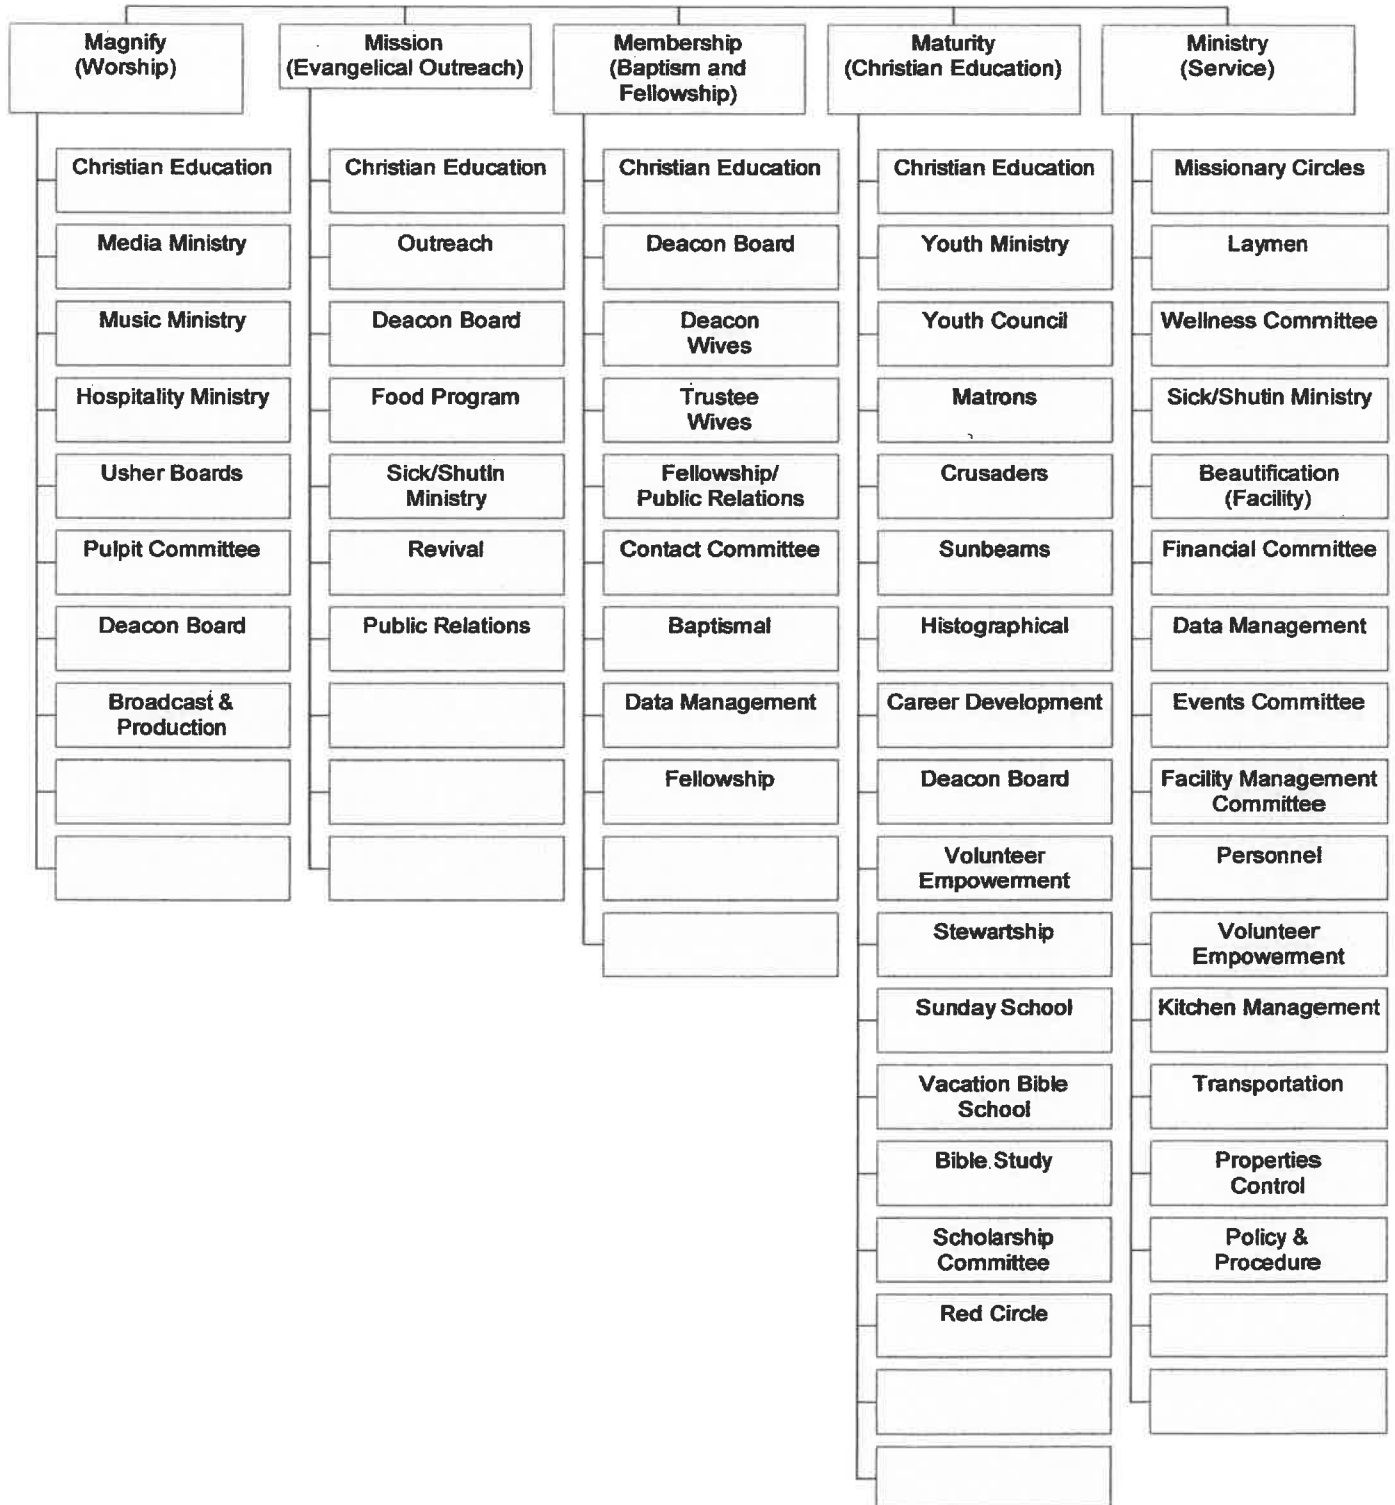 Magnify
(Worship)
Christian Education
Media Ministry
Music Ministry
Hospitality Ministry
Usher Boards
Pulpit Committee
Deacon Board
Broadcast &
Production
Mission
(Evangelical Outreach)
Christian Education
Outreach
Deacon Board
Food Program
Sick/ShutIn
Ministry
Revival
Public Relations
Membership
(Baptism and
Fellowship)
Christian Education
Deacon Board
Deacon
Wives
Trustee
Wives
Fellowship/
Public Relations
Contact Committee
Baptismal
Data Management
Fellowship
Maturity
(Christian Education)
Christian Education
Youth Ministry
Youth Council
Matrons
Crusaders
Sunbeams
Histographical
Career Development
Deacon Board
Volunteer
Empowerment
Stewartship
Sunday School
Vacation Bible
School
Bible Study
Scholarship
Committee
Red Circle
Ministry
(Service)
Missionary Circles
Laymen
Wellness Committee
Sick/Shutin Ministry
Beautification
(Facility)
Financial Committee
Data Management
Events Committee
Facility Management
Committee
Personnel
Volunteer
Empowerment
Kitchen Management
Transportation
Properties
Control
Policy &
Procedure